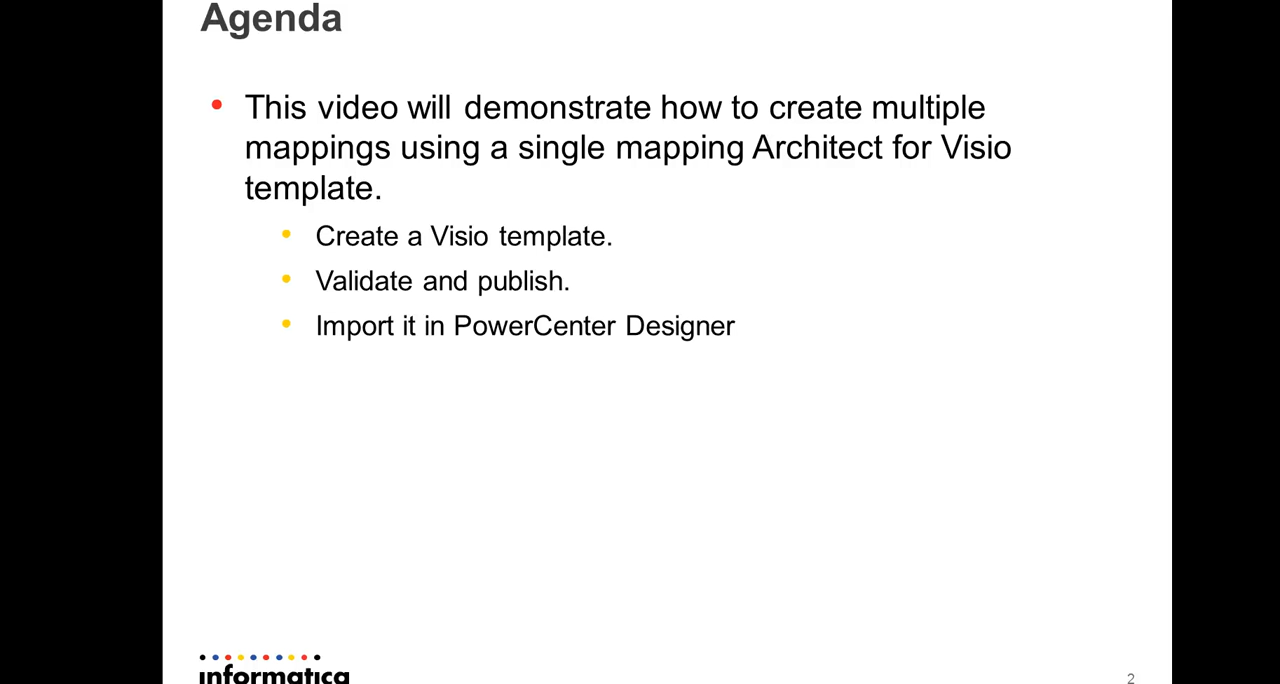 Agenda
This video will demonstrate how to create multiple
mappings using a single mapping Architect for Visio
template.
Create a Visio template.
Validate and publish.
Import it in PowerCenter Designer
informatica
2